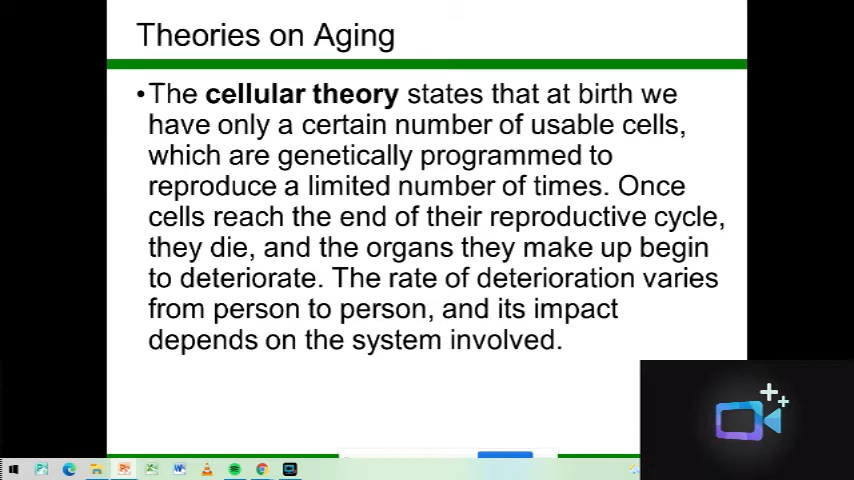 Theories on Aging
•The cellular theory states that at birth we
have only a certain number of usable cells,
which are genetically programmed to
reproduce a limited number of times. Once
cells reach the end of their reproductive cycle,
they die, and the organs they make up begin
to deteriorate. The rate of deterioration varies
from person to person, and its impact
depends on the system involved.